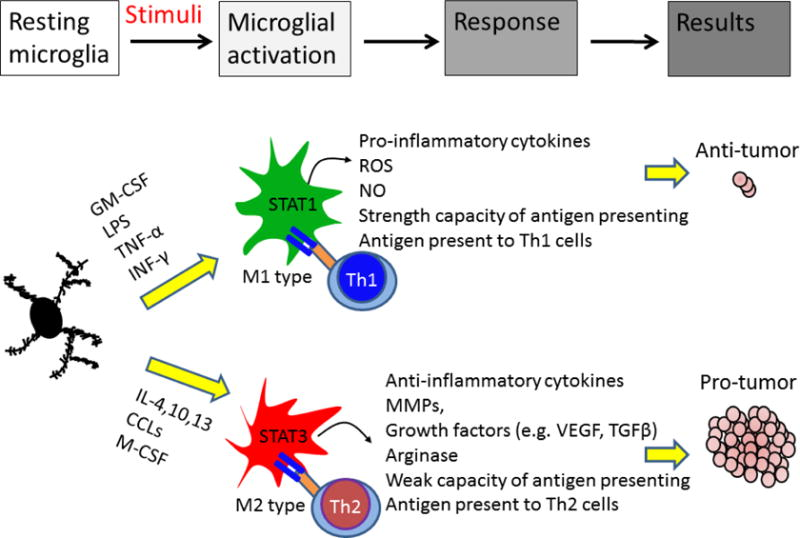 Resting
microglia
Stimuli
Microglial
activation
Response
Results
GM-CSF
LPS
TNF-α
INF-γ
STAT1
M1 type
Th1
Pro-inflammatory cytokines
ROS
NO
Strength capacity of antigen presenting
Antigen present to Th1 cells
Anti-tumor
IL-4,10,13
CCLs
M-CSF
STAT3
M2 type
Th2
Anti-inflammatory cytokines
MMPs,
Growth factors (e.g. VEGF, TGFβ)
Arginase
Weak capacity of antigen presenting
Antigen present to Th2 cells
Pro-tumor